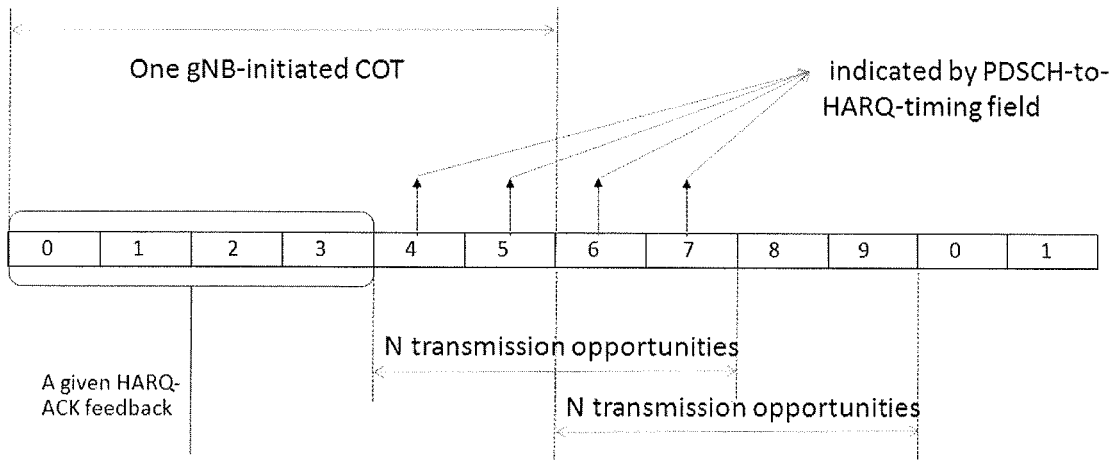 One gNB-initiated COT
indicated by PDSCH-to-
HARQ-timing field
0 1 2 3 4 5 6 7 8 9 0 1
N transmission opportunities
A given HARQ-
ACK feedback
N transmission opportunities